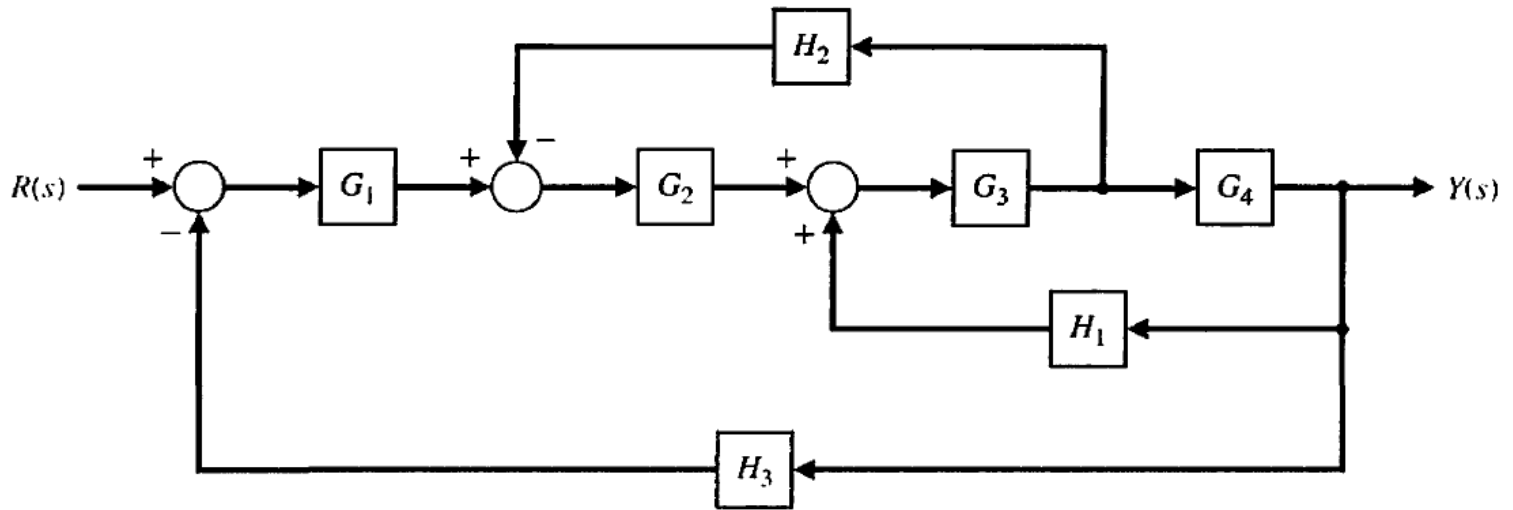 H₂
−
+ + +
R(s) G₁ G₂ G₃ G₄ Y(s)
− +
H₁
H₃